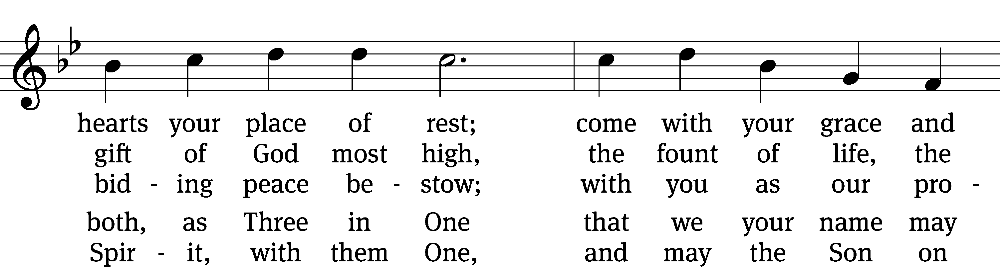 hearts your place of rest; come with your grace and
gift of God most high, the fount of life, the
bid - ing peace be - stow; with you as our pro -
both, as Three in One that we your name may
Spir - it, with them One, and may the Son on